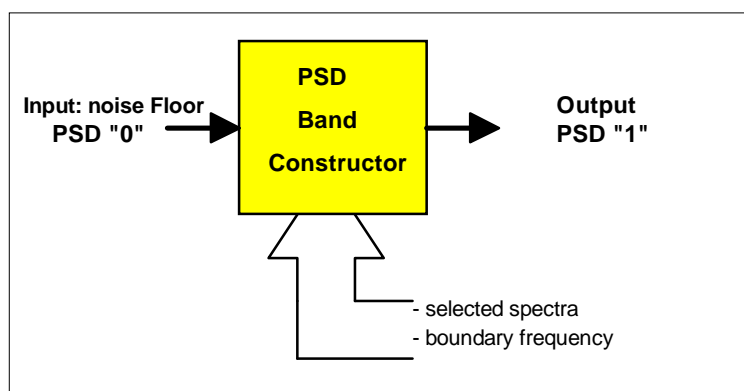 PSD
Band
Constructor
Input: noise Floor
PSD "0"
Output
PSD "1"
- selected spectra
- boundary frequency